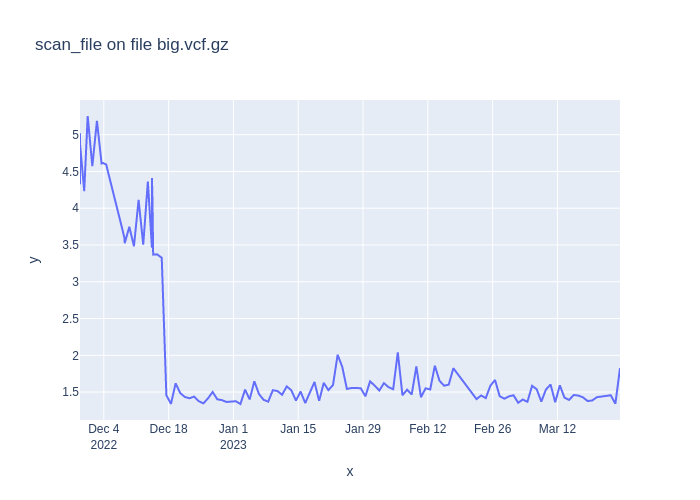 scan_file on file big.vcf.gz
y
5
4.5
4
3.5
3
2.5
2
1.5
Dec 4
2022
Dec 18
Jan 1
2023
Jan 15
Jan 29
Feb 12
Feb 26
Mar 12
x